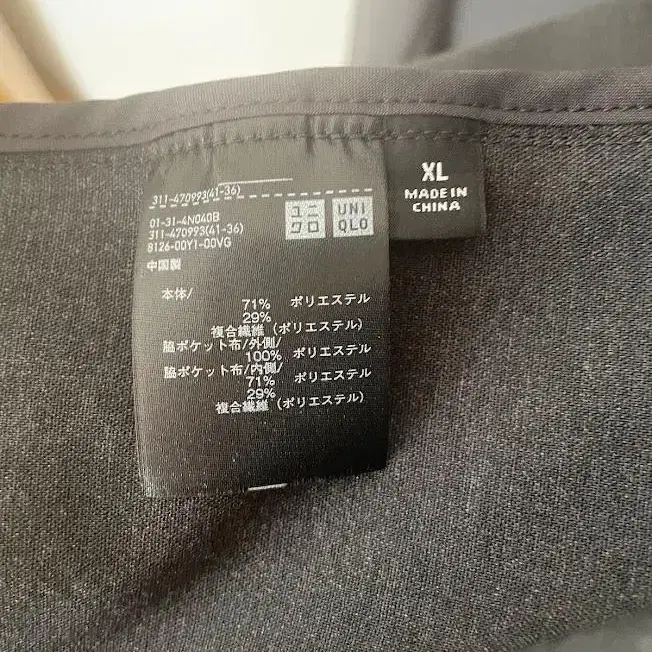 311-470993(41-36)
01-31-4N040B
311-470993(41-36)
8126-00Y1-00VG
中国製
ユニ
クロ
UNI
QLO
XL
MADE IN
CHINA
本体/
71% ポリエステル
29%
複合繊維 (ポリエステル)
脇ポケット布/外側/
100% ポリエステル
脇ポケット布/内側/
71% ポリエステル
29%
複合繊維 (ポリエステル)